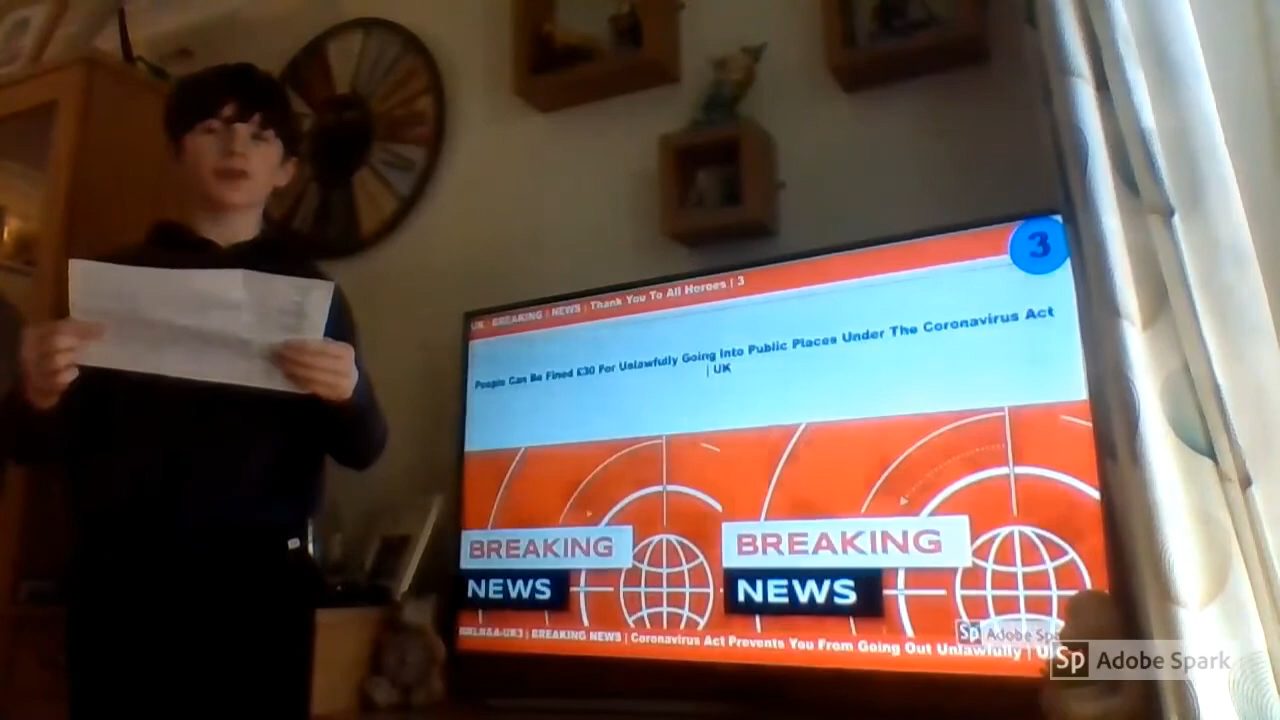 3
UK | BREAKING | NEWS | Thank You To All Heroes | 3
People Can Be Fined £30 For Unlawfully Going Into Public Places Under The Coronavirus Act
| UK
BREAKING
NEWS
BREAKING
NEWS
| BREAKING NEWS | Coronavirus Act Prevents You From Going Out Unlawfully |
Sp Adobe Spa
Sp Adobe Spark